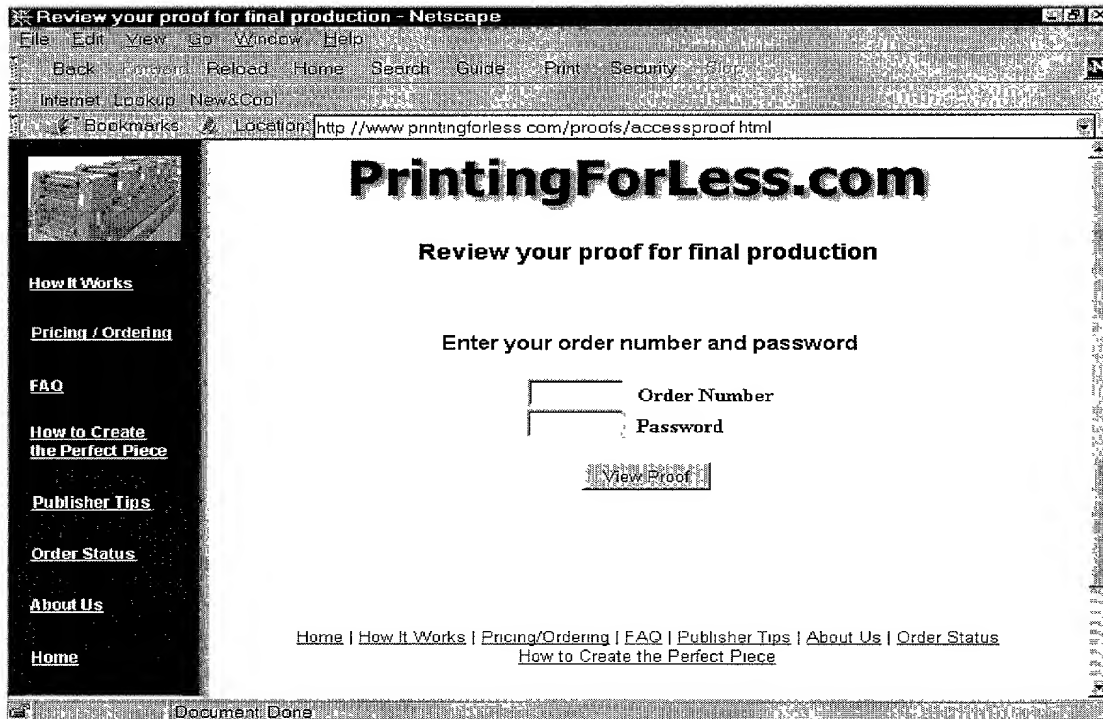 Review your proof for final production - Netscape
File Edit View Go Window Help
Back Forward Reload Home Search Guide Print Security Stop
Internet Lookup New&Cool
Bookmarks Location: http //www printingforless com/proofs/accessproof html
N
PrintingForLess.com
Review your proof for final production
How It Works
Pricing / Ordering
Enter your order number and password
FAQ
Order Number
Password
How to Create
the Perfect Piece
View Proof
Publisher Tips
Order Status
About Us
Home | How It Works | Pricing/Ordering | FAQ | Publisher Tips | About Us | Order Status
How to Create the Perfect Piece
Home
Document Done